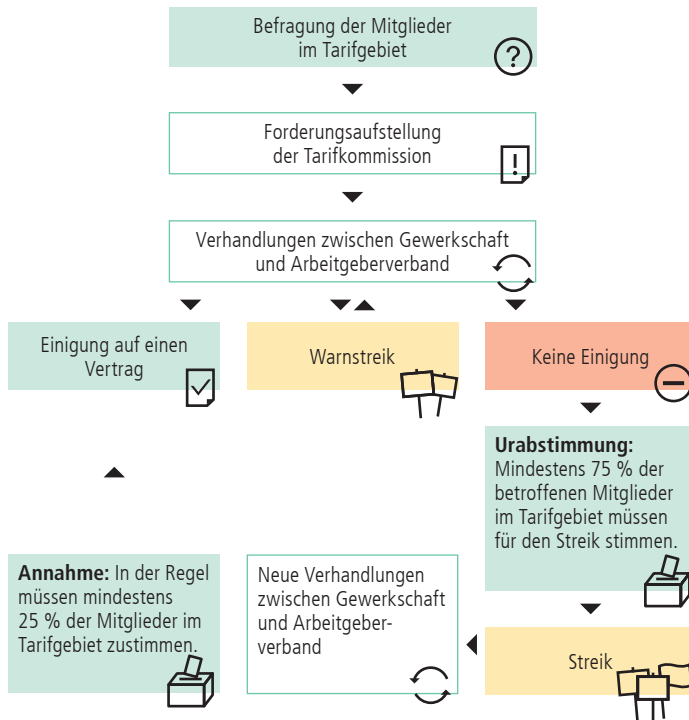 Befragung der Mitglieder
im Tarifgebiet
?
Forderungsaufstellung
der Tarifkommission
!
Verhandlungen zwischen Gewerkschaft
und Arbeitgeberverband
Einigung auf einen
Vertrag
Warnstreik
Keine Einigung
Urabstimmung:
Mindestens 75 % der
betroffenen Mitglieder
im Tarifgebiet müssen
für den Streik stimmen.
Annahme: In der Regel
müssen mindestens
25 % der Mitglieder im
Tarifgebiet zustimmen.
Neue Verhandlungen
zwischen Gewerkschaft
und Arbeitgeber-
verband
Streik